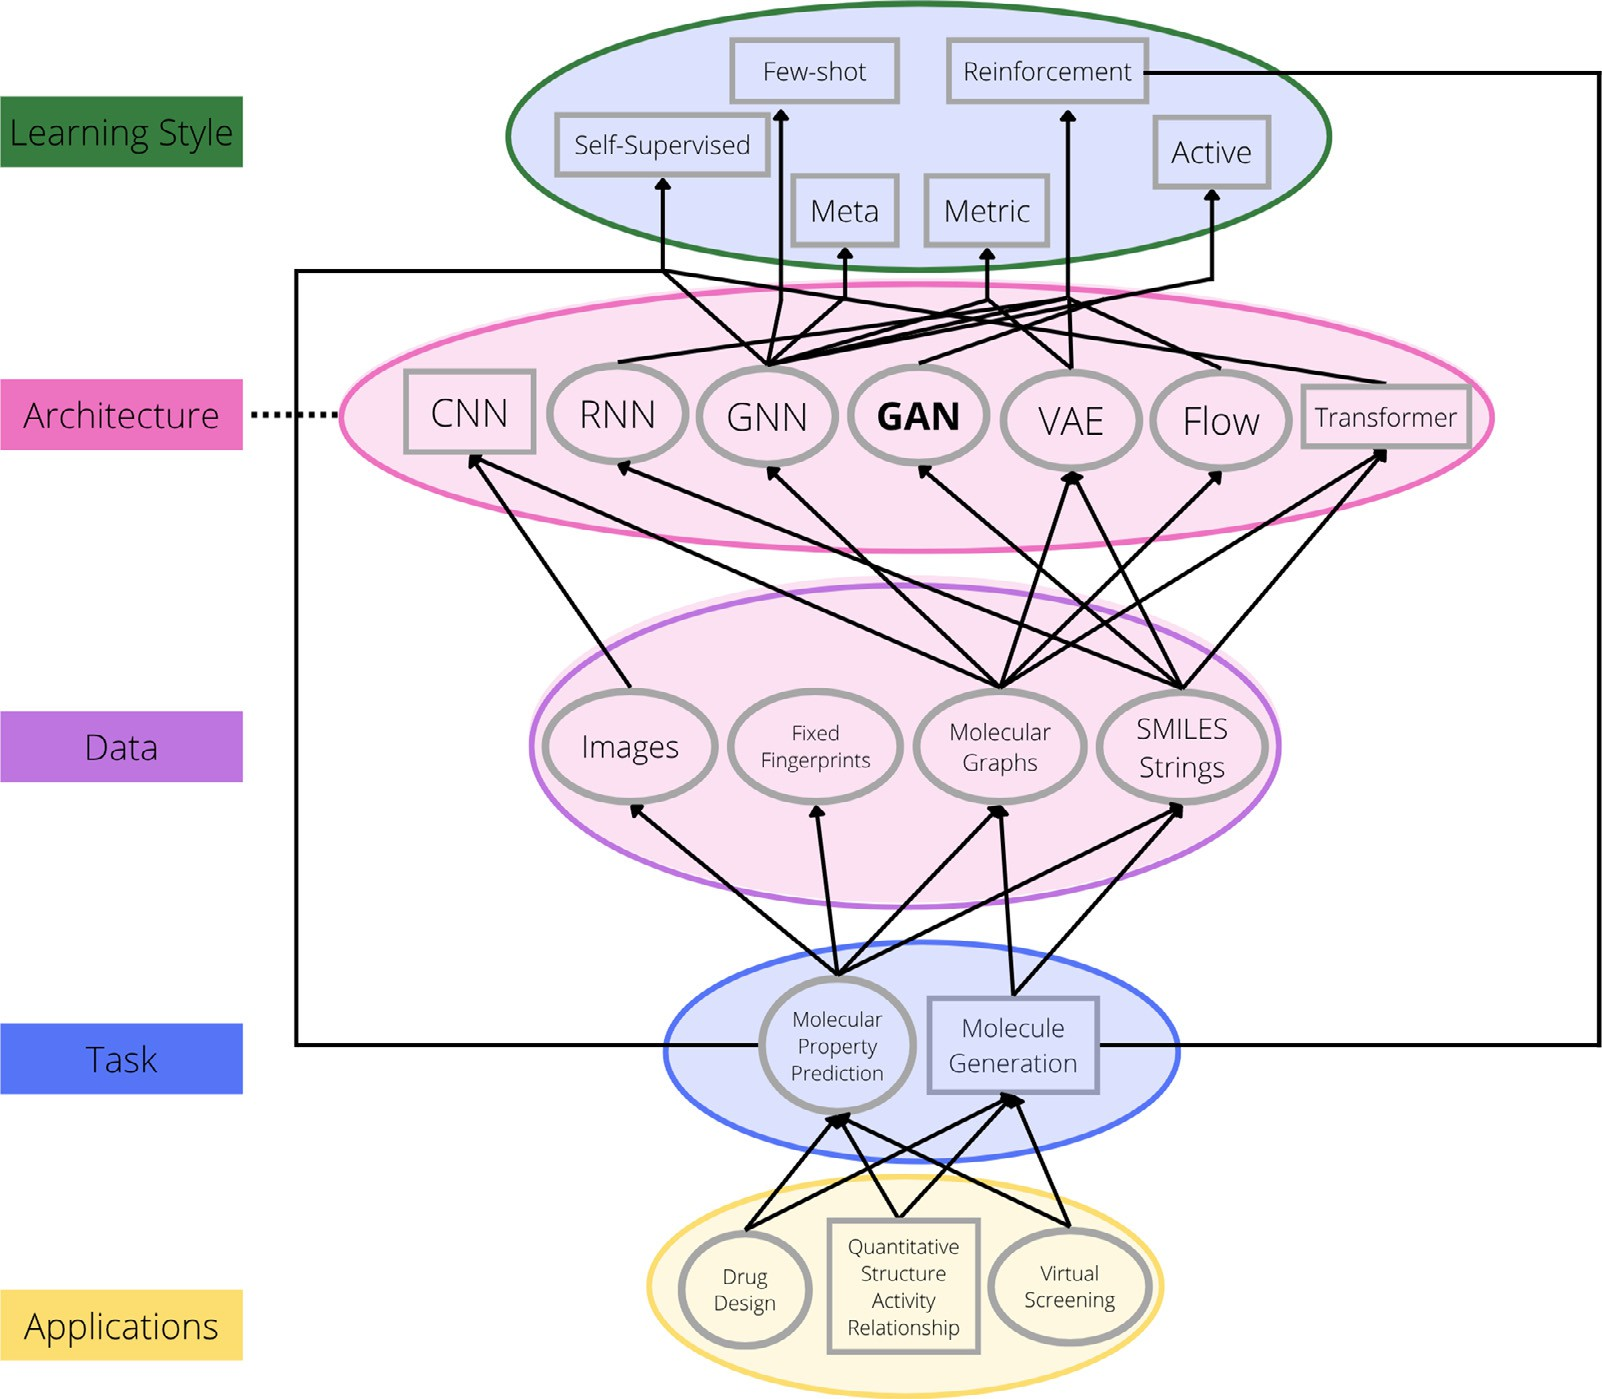 Few-shot
Reinforcement
Learning Style
Self-Supervised
Active
Meta
Metric
Architecture
CNN
RNN
GNN
GAN
VAE
Flow
Transformer
Data
Images
Fixed
Fingerprints
Molecular
Graphs
SMILES
Strings
Task
Molecular
Property
Prediction
Molecule
Generation
Applications
Drug
Design
Quantitative
Structure
Activity
Relationship
Virtual
Screening